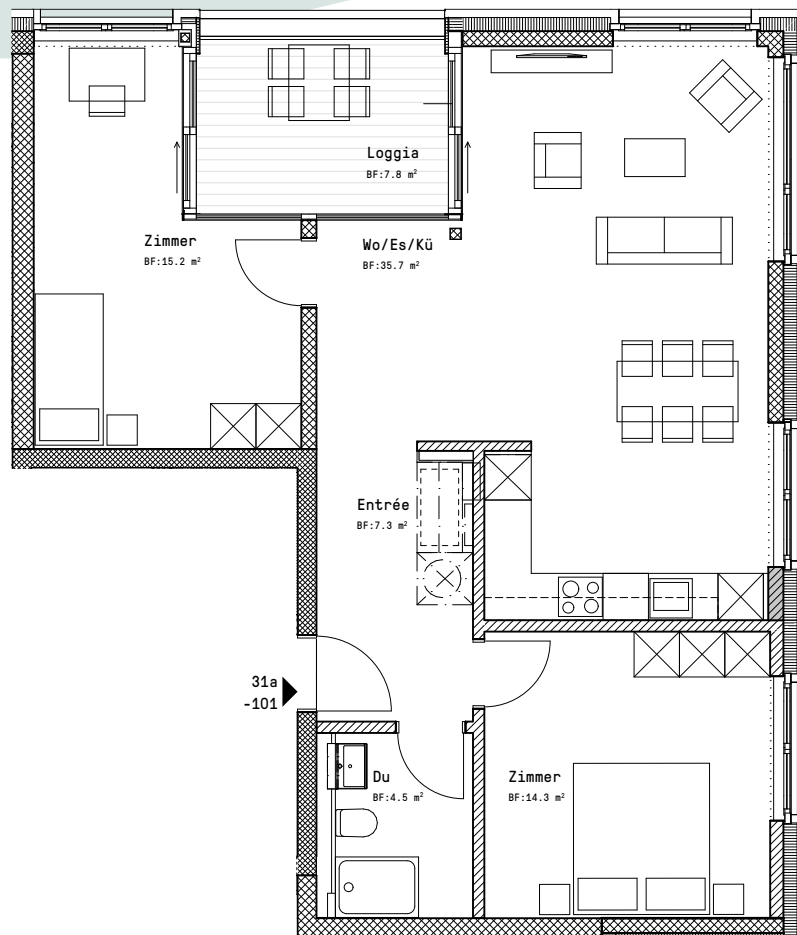 Loggia
BF:7.8 m²
Zimmer
BF:15.2 m²
Wo/Es/Kü
BF:35.7 m²
Entrée
BF:7.3 m²
31a
-101
Du
BF:4.5 m²
Zimmer
BF:14.3 m²